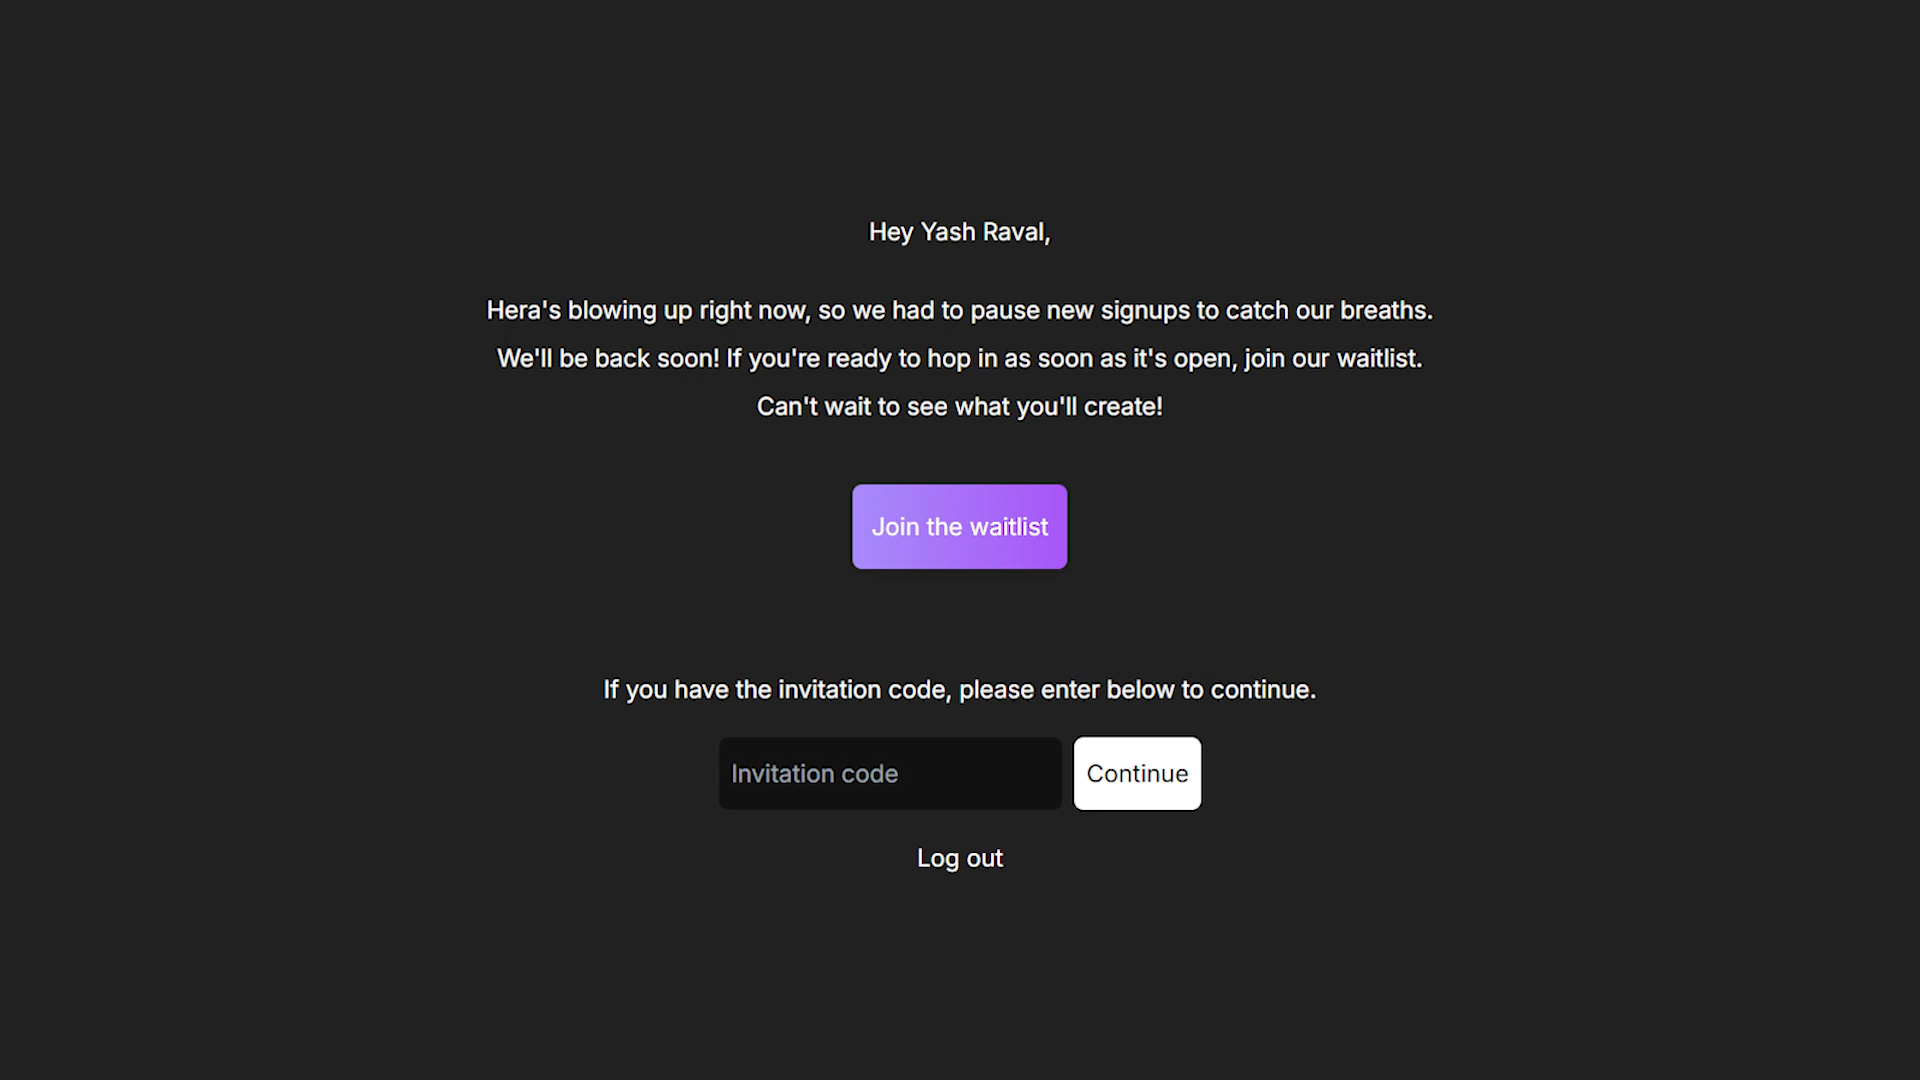 Hey Yash Raval,
Hera's blowing up right now, so we had to pause new signups to catch our breaths.
We'll be back soon! If you're ready to hop in as soon as it's open, join our waitlist.
Can't wait to see what you'll create!
Join the waitlist
If you have the invitation code, please enter below to continue.
Invitation code
Continue
Log out